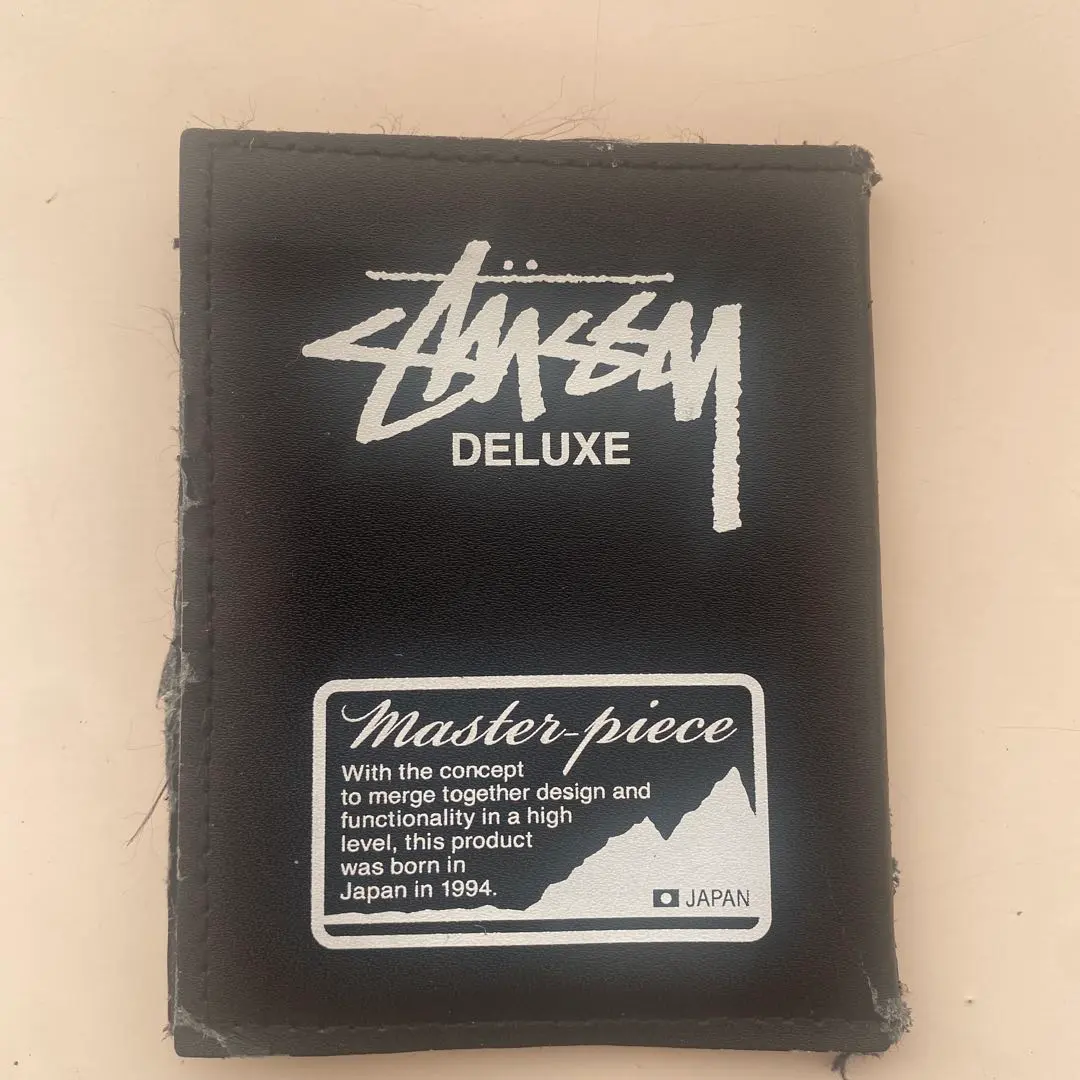 Stüssy
DELUXE
Master-piece
With the concept
to merge together design and
functionality in a high
level, this product
was born in
Japan in 1994.
JAPAN